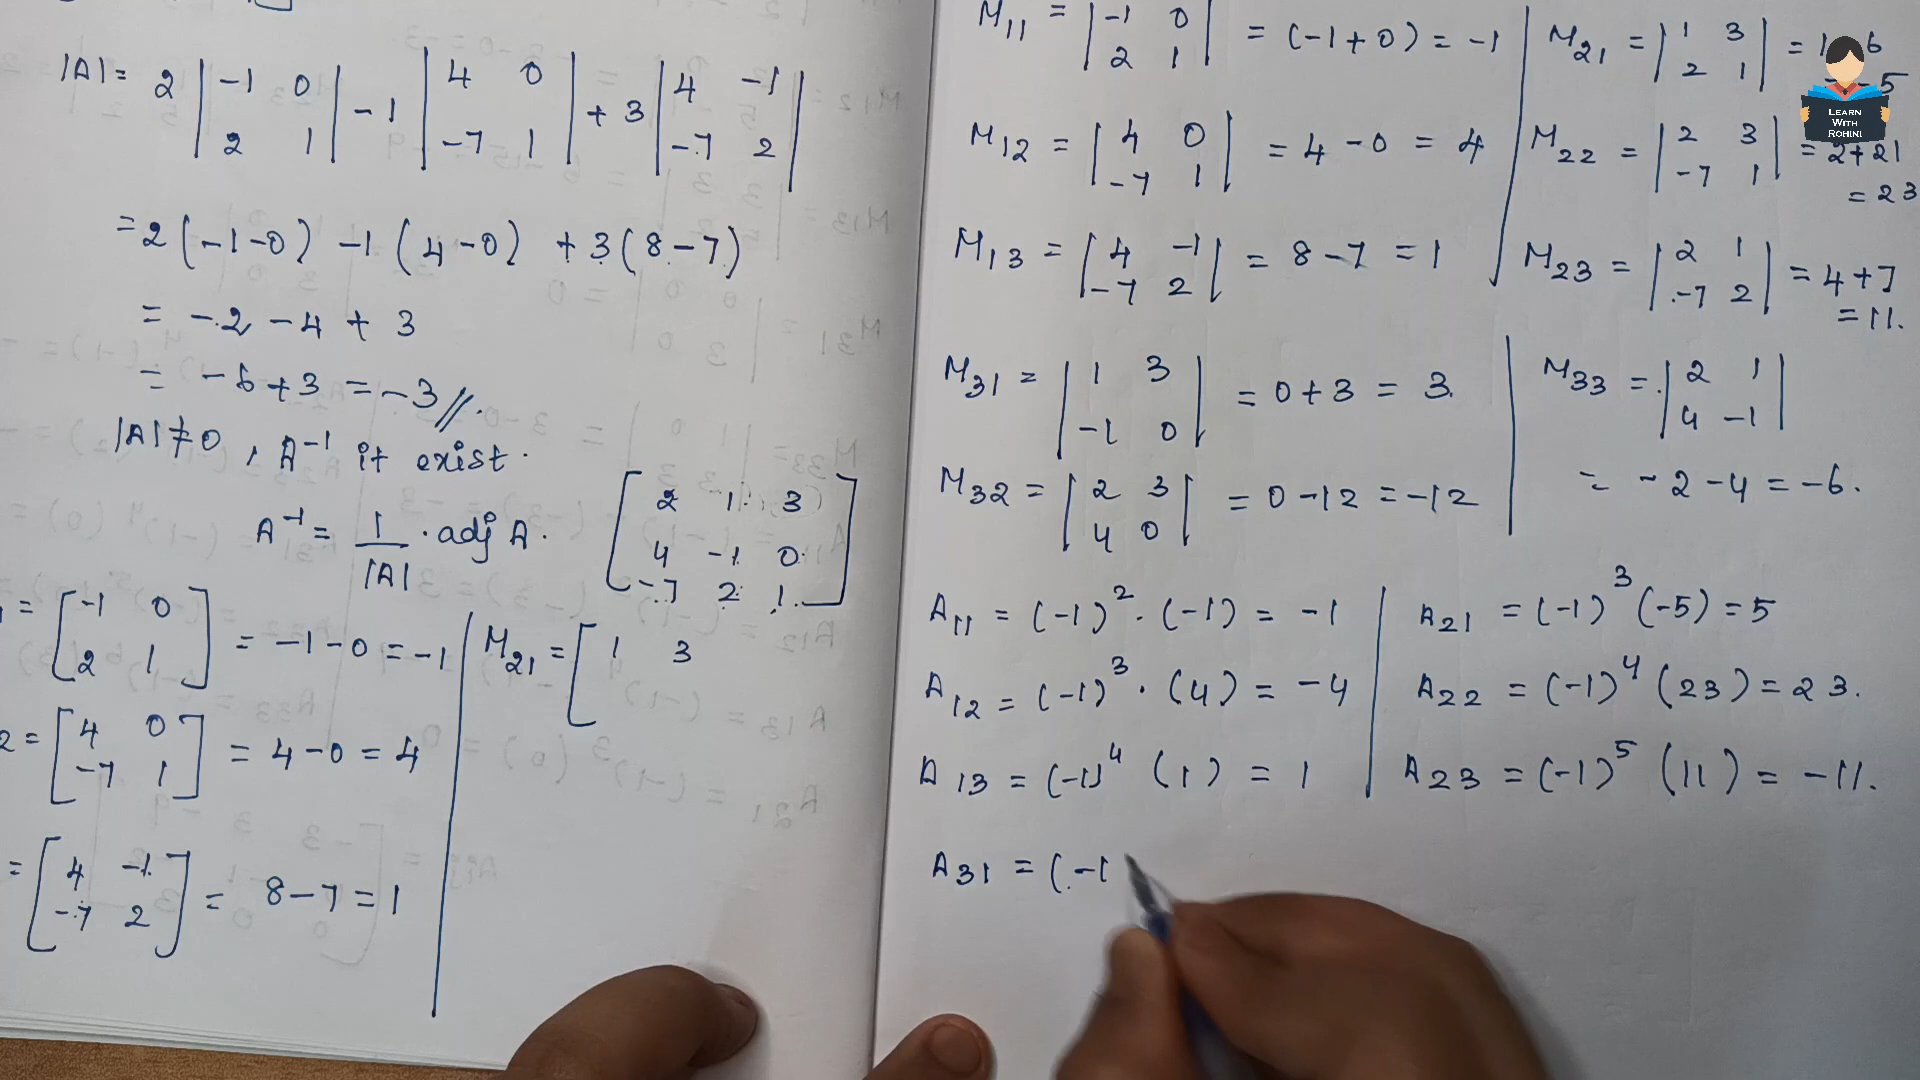 |A| = 2 |-1 0 2 1| - 1 |4 0 -7 1| + 3 |4 -1 -7 2|
= 2 (-1-0) -1 (4-0) + 3 (8-7)
= -2 - 4 + 3
= -6 + 3 = -3 //.
|A| ≠ 0 , A⁻¹ it exist.
A⁻¹ = 1/|A| . adj A. [2 1 3 4 -1 0 -7 2 1]
1 = [-1 0 2 1] = -1 - 0 = -1
2 = [4 0 -7 1] = 4 - 0 = 4
= [4 -1 -7 2] = 8 - 7 = 1
M21 = [1 3
M11 = |-1 0 2 1| = (-1+0) = -1
M12 = |4 0 -7 1| = 4 - 0 = 4
M13 = |4 -1 -7 2| = 8 - 7 = 1
M21 = |1 3 2 1| = 1 6
-5
M22 = |2 3 -7 1| = 2+21
= 23
M23 = |2 1 -7 2| = 4+7
= 11.
M31 = |1 3 -1 0| = 0 + 3 = 3
M32 = |2 3 4 0| = 0 - 12 = -12
M33 = |2 1 4 -1|
= -2 - 4 = -6.
A11 = (-1)² . (-1) = -1
A12 = (-1)³ . (4) = -4
A13 = (-1)⁴ (1) = 1
A21 = (-1)³ (-5) = 5
A22 = (-1)⁴ (23) = 23.
A23 = (-1)⁵ (11) = -11.
A31 = (-1
LEARN
WITH
ROHINI